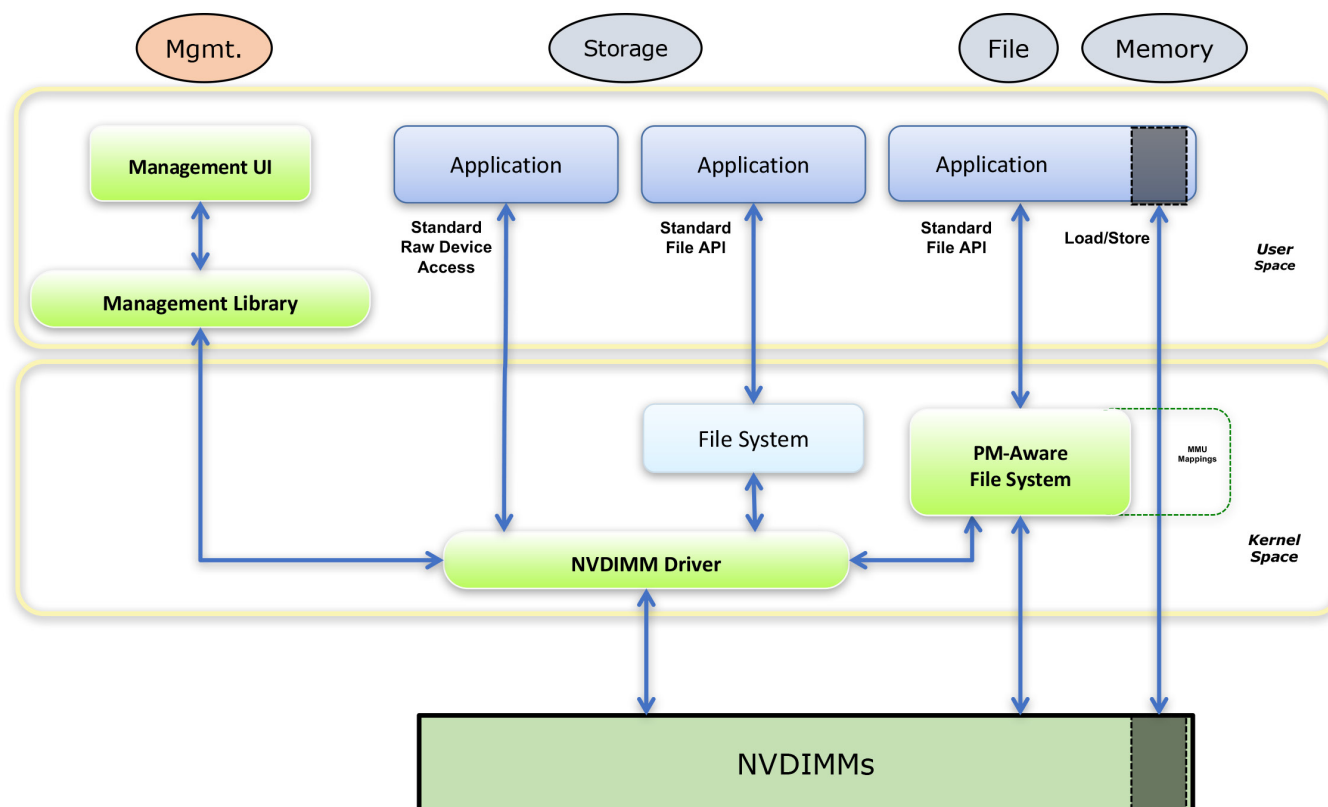 Mgmt.
Storage
File
Memory
Management UI
Application
Application
Application
Standard
Raw Device
Access
Standard
File API
Standard
File API
Load/Store
User
Space
Management Library
File System
PM-Aware
File System
MMU
Mappings
NVDIMM Driver
Kernel
Space
NVDIMMs